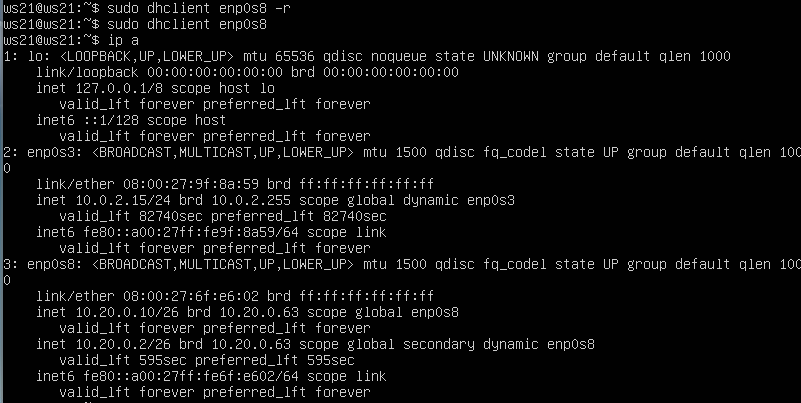 ws21@ws21:~$ sudo dhclient enp0s8 -r
ws21@ws21:~$ sudo dhclient enp0s8
ws21@ws21:~$ ip a
1: lo: <LOOPBACK,UP,LOWER_UP> mtu 65536 qdisc noqueue state UNKNOWN group default qlen 1000
    link/loopback 00:00:00:00:00:00 brd 00:00:00:00:00:00
    inet 127.0.0.1/8 scope host lo
       valid_lft forever preferred_lft forever
    inet6 ::1/128 scope host
       valid_lft forever preferred_lft forever
2: enp0s3: <BROADCAST,MULTICAST,UP,LOWER_UP> mtu 1500 qdisc fq_codel state UP group default qlen 100
0
    link/ether 08:00:27:9f:8a:59 brd ff:ff:ff:ff:ff:ff
    inet 10.0.2.15/24 brd 10.0.2.255 scope global dynamic enp0s3
       valid_lft 82740sec preferred_lft 82740sec
    inet6 fe80::a00:27ff:fe9f:8a59/64 scope link
       valid_lft forever preferred_lft forever
3: enp0s8: <BROADCAST,MULTICAST,UP,LOWER_UP> mtu 1500 qdisc fq_codel state UP group default qlen 100
0
    link/ether 08:00:27:6f:e6:02 brd ff:ff:ff:ff:ff:ff
    inet 10.20.0.10/26 brd 10.20.0.63 scope global enp0s8
       valid_lft forever preferred_lft forever
    inet 10.20.0.2/26 brd 10.20.0.63 scope global secondary dynamic enp0s8
       valid_lft 595sec preferred_lft 595sec
    inet6 fe80::a00:27ff:fe6f:e602/64 scope link
       valid_lft forever preferred_lft forever